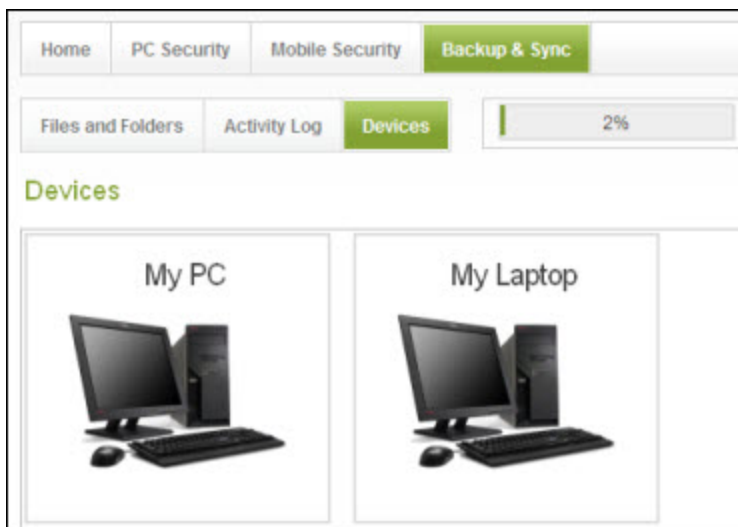 Home PC Security Mobile Security Backup & Sync
Files and Folders Activity Log Devices 2%
Devices
My PC My Laptop